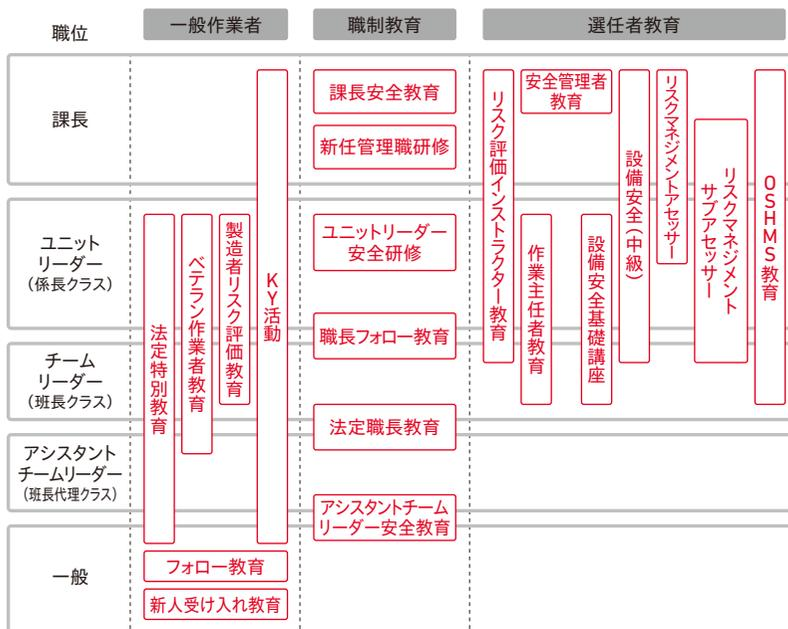 職位
一般作業者
職制教育
選任者教育
課長
ユニット
リーダー
(係長クラス)
チーム
リーダー
(班長クラス)
アシスタント
チームリーダー
(班長代理クラス)
一般
法定特別教育
ベテラン作業者教育
製造者リスク評価教育
KY活動
フォロー教育
新人受け入れ教育
課長安全教育
新任管理職研修
ユニットリーダー
安全研修
職長フォロー教育
法定職長教育
アシスタントチーム
リーダー安全教育
リスク評価インストラクター教育
安全管理者
教育
作業主任者教育
設備安全基礎講座
設備安全(中級)
リスクマネジメントアセッサー
リスクマネジメント
サブアセッサー
OSHMS教育